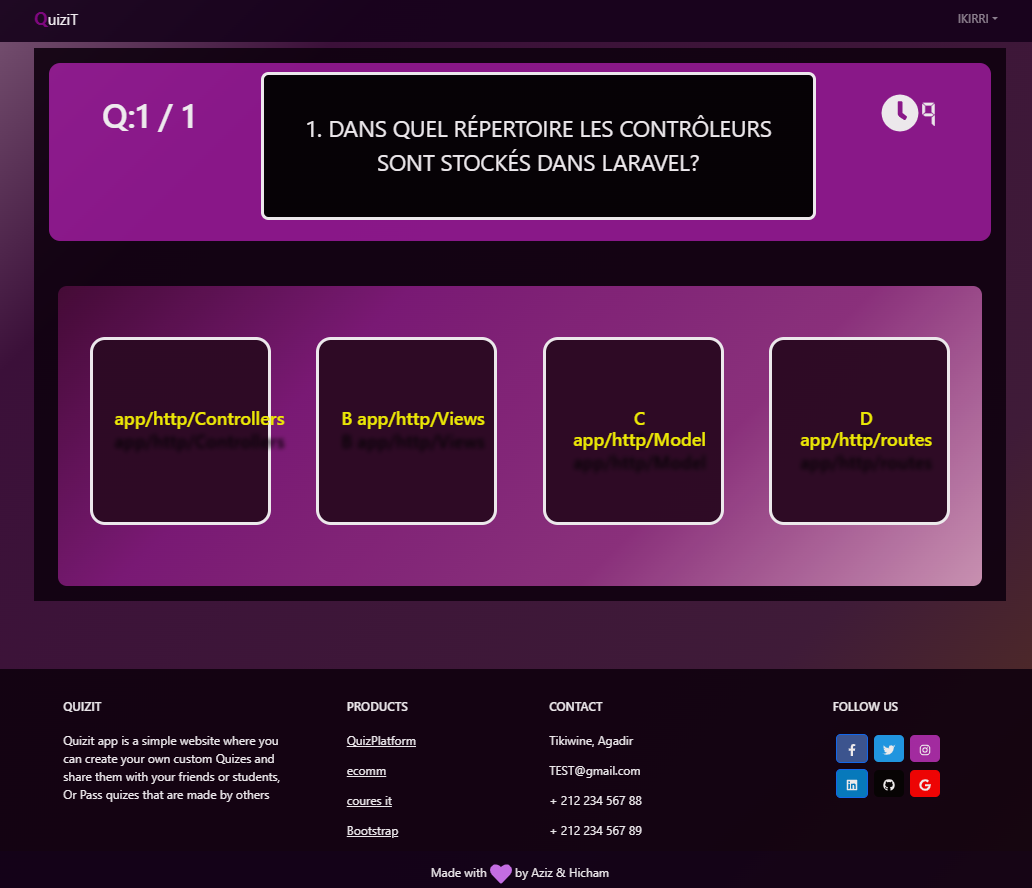 QuiziT
IKIRRI
Q:1 / 1
1. DANS QUEL RÉPERTOIRE LES CONTRÔLEURS
SONT STOCKÉS DANS LARAVEL?
9
app/http/Controllers
B app/http/Views
C
app/http/Model
D
app/http/routes
QUIZIT
Quizit app is a simple website where you
can create your own custom Quizes and
share them with your friends or students,
Or Pass quizes that are made by others
PRODUCTS
QuizPlatform
ecomm
coures it
Bootstrap
CONTACT
Tikiwine, Agadir
TEST@gmail.com
+ 212 234 567 88
+ 212 234 567 89
FOLLOW US
Made with by Aziz & Hicham